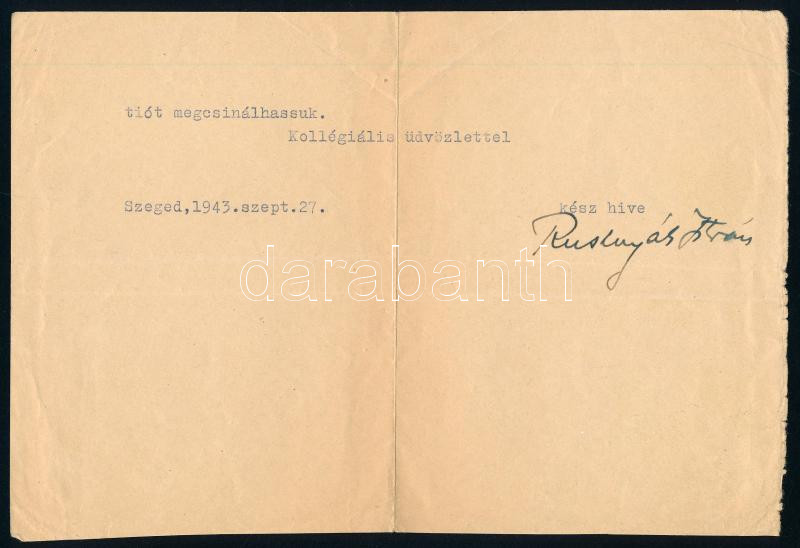 tiót megcsinálhassuk.
Kollégiális üdvözlettel
Szeged,1943.szept.27.
kész hive
Rusznyák István
darabanth